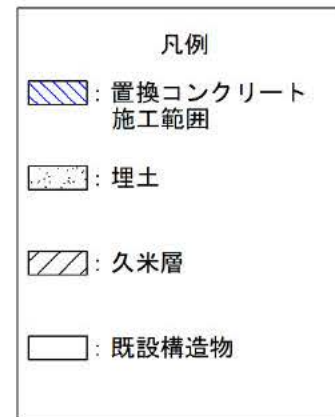 凡例
: 置換コンクリート
施工範囲
: 埋土
: 久米層
: 既設構造物